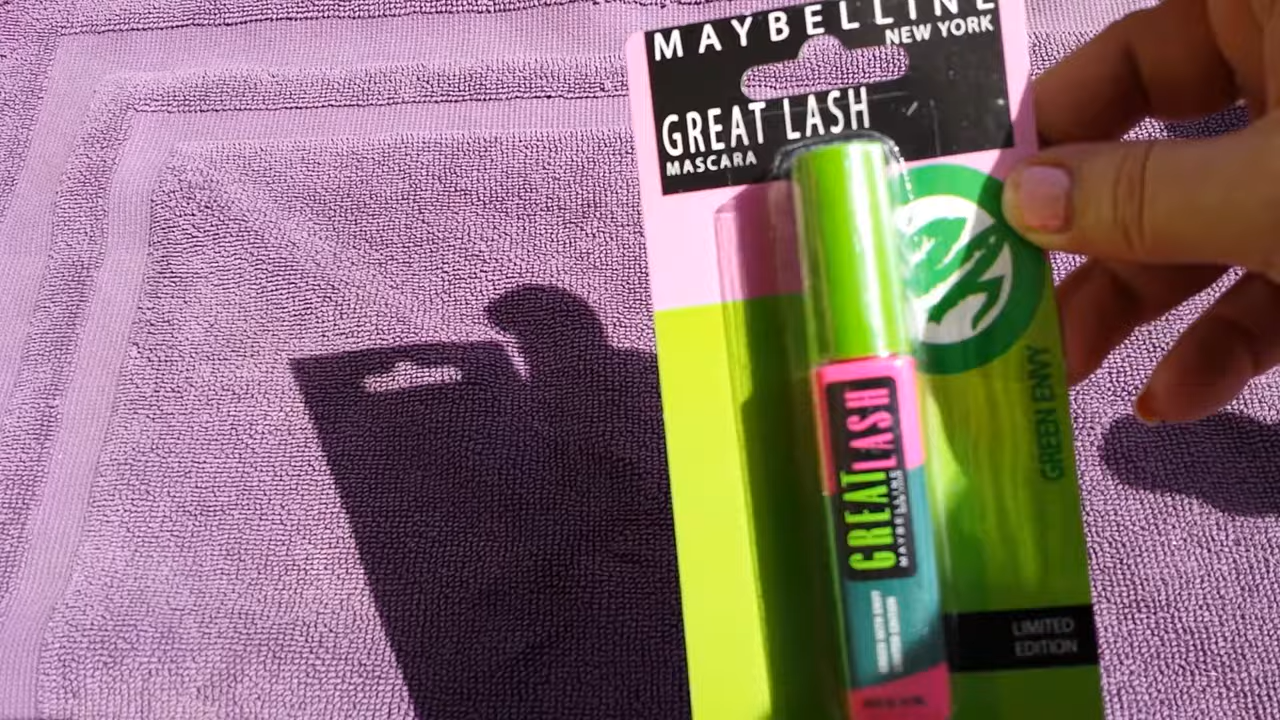 MAYBELLINE
NEW YORK
GREAT LASH
MASCARA
GREEN ENVY
GREAT LASH
MAYBELLINE
LIMITED
EDITION